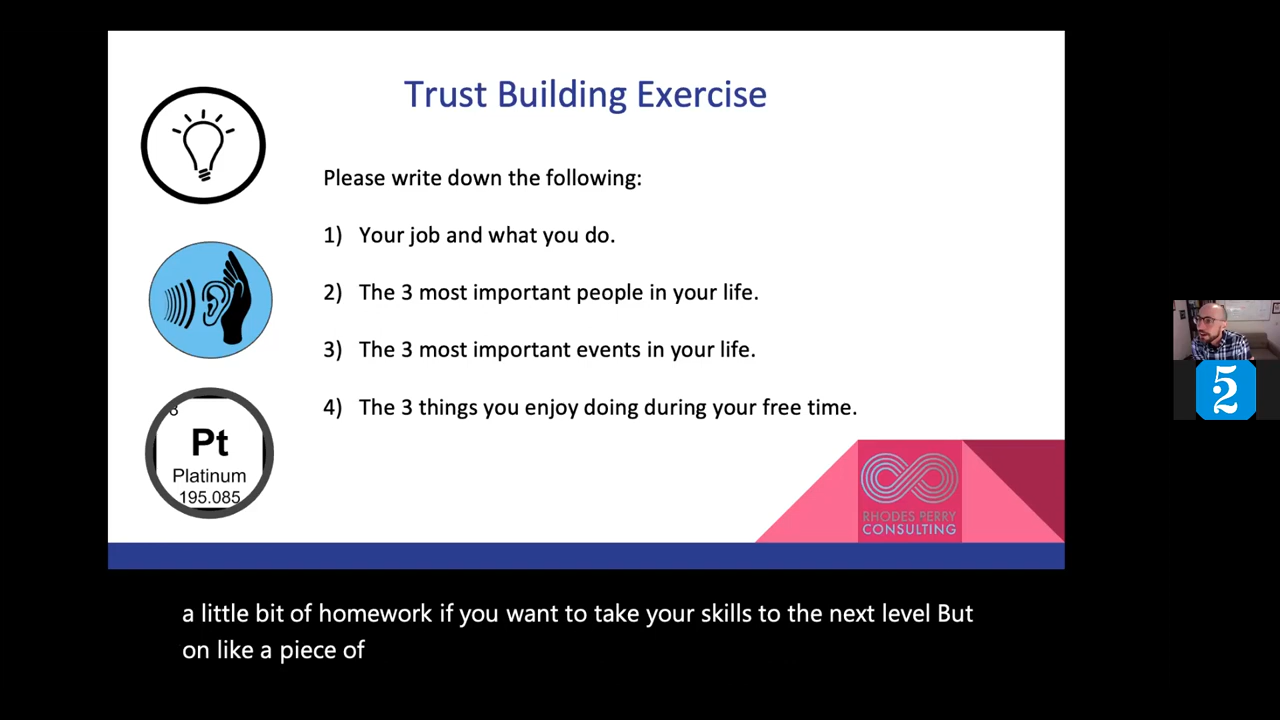 Trust Building Exercise
Please write down the following:
1) Your job and what you do.
2) The 3 most important people in your life.
3) The 3 most important events in your life.
4) The 3 things you enjoy doing during your free time.
8
Pt
Platinum
195.085
RHODES PERRY
CONSULTING
5
a little bit of homework if you want to take your skills to the next level But
on like a piece of